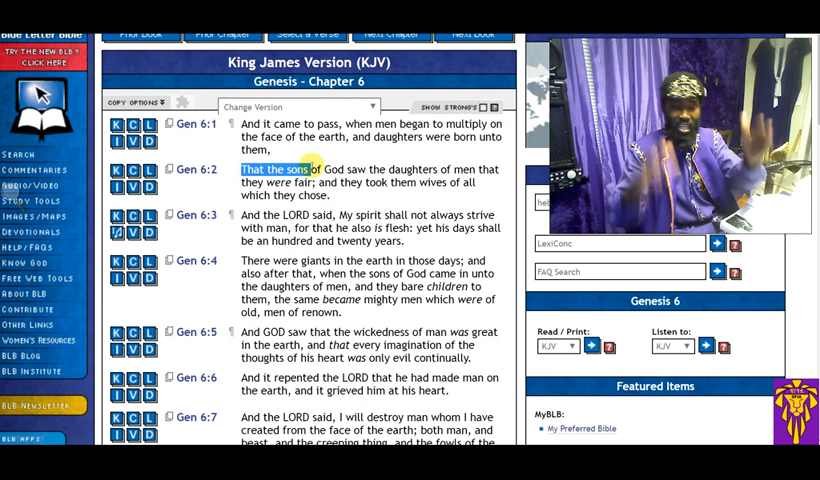 Blue Letter Bible
Prior Book
Prior Chapter
Select a Verse
Next Chapter
Next Book
TRY THE NEW BLB !!
CLICK HERE
King James Version (KJV)
Genesis - Chapter 6
COPY OPTIONS
Change Version
SHOW STRONG'S
K C L
I V D
Gen 6:1
¶ And it came to pass, when men began to multiply on
the face of the earth, and daughters were born unto
them,
K C L
I V D
Gen 6:2
That the sons of God saw the daughters of men that
they were fair; and they took them wives of all
which they chose.
K C L
V D
Gen 6:3
And the LORD said, My spirit shall not always strive
with man, for that he also is flesh: yet his days shall
be an hundred and twenty years.
K C L
I V D
Gen 6:4
There were giants in the earth in those days; and
also after that, when the sons of God came in unto
the daughters of men, and they bare children to
them, the same became mighty men which were of
old, men of renown.
K C L
I V D
Gen 6:5
¶ And GOD saw that the wickedness of man was great
in the earth, and that every imagination of the
thoughts of his heart was only evil continually.
K C L
I V D
Gen 6:6
And it repented the LORD that he had made man on
the earth, and it grieved him at his heart.
K C L
I V D
Gen 6:7
And the LORD said, I will destroy man whom I have
created from the face of the earth; both man, and
beast, and the creeping thing, and the fowls of the
SEARCH
COMMENTARIES
AUDIO/VIDEO
STUDY TOOLS
IMAGES/MAPS
DEVOTIONALS
HELP/FAQS
KNOW GOD
FREE WEB TOOLS
ABOUT BLB
CONTRIBUTE
OTHER LINKS
WOMEN'S RESOURCES
BLB BLOG
BLB INSTITUTE
BLB NEWSLETTER
BLB APPS
heb
LexiConc
FAQ Search
Genesis 6
Read / Print:
Listen to:
KJV
KJV
Featured Items
MyBLB:
My Preferred Bible